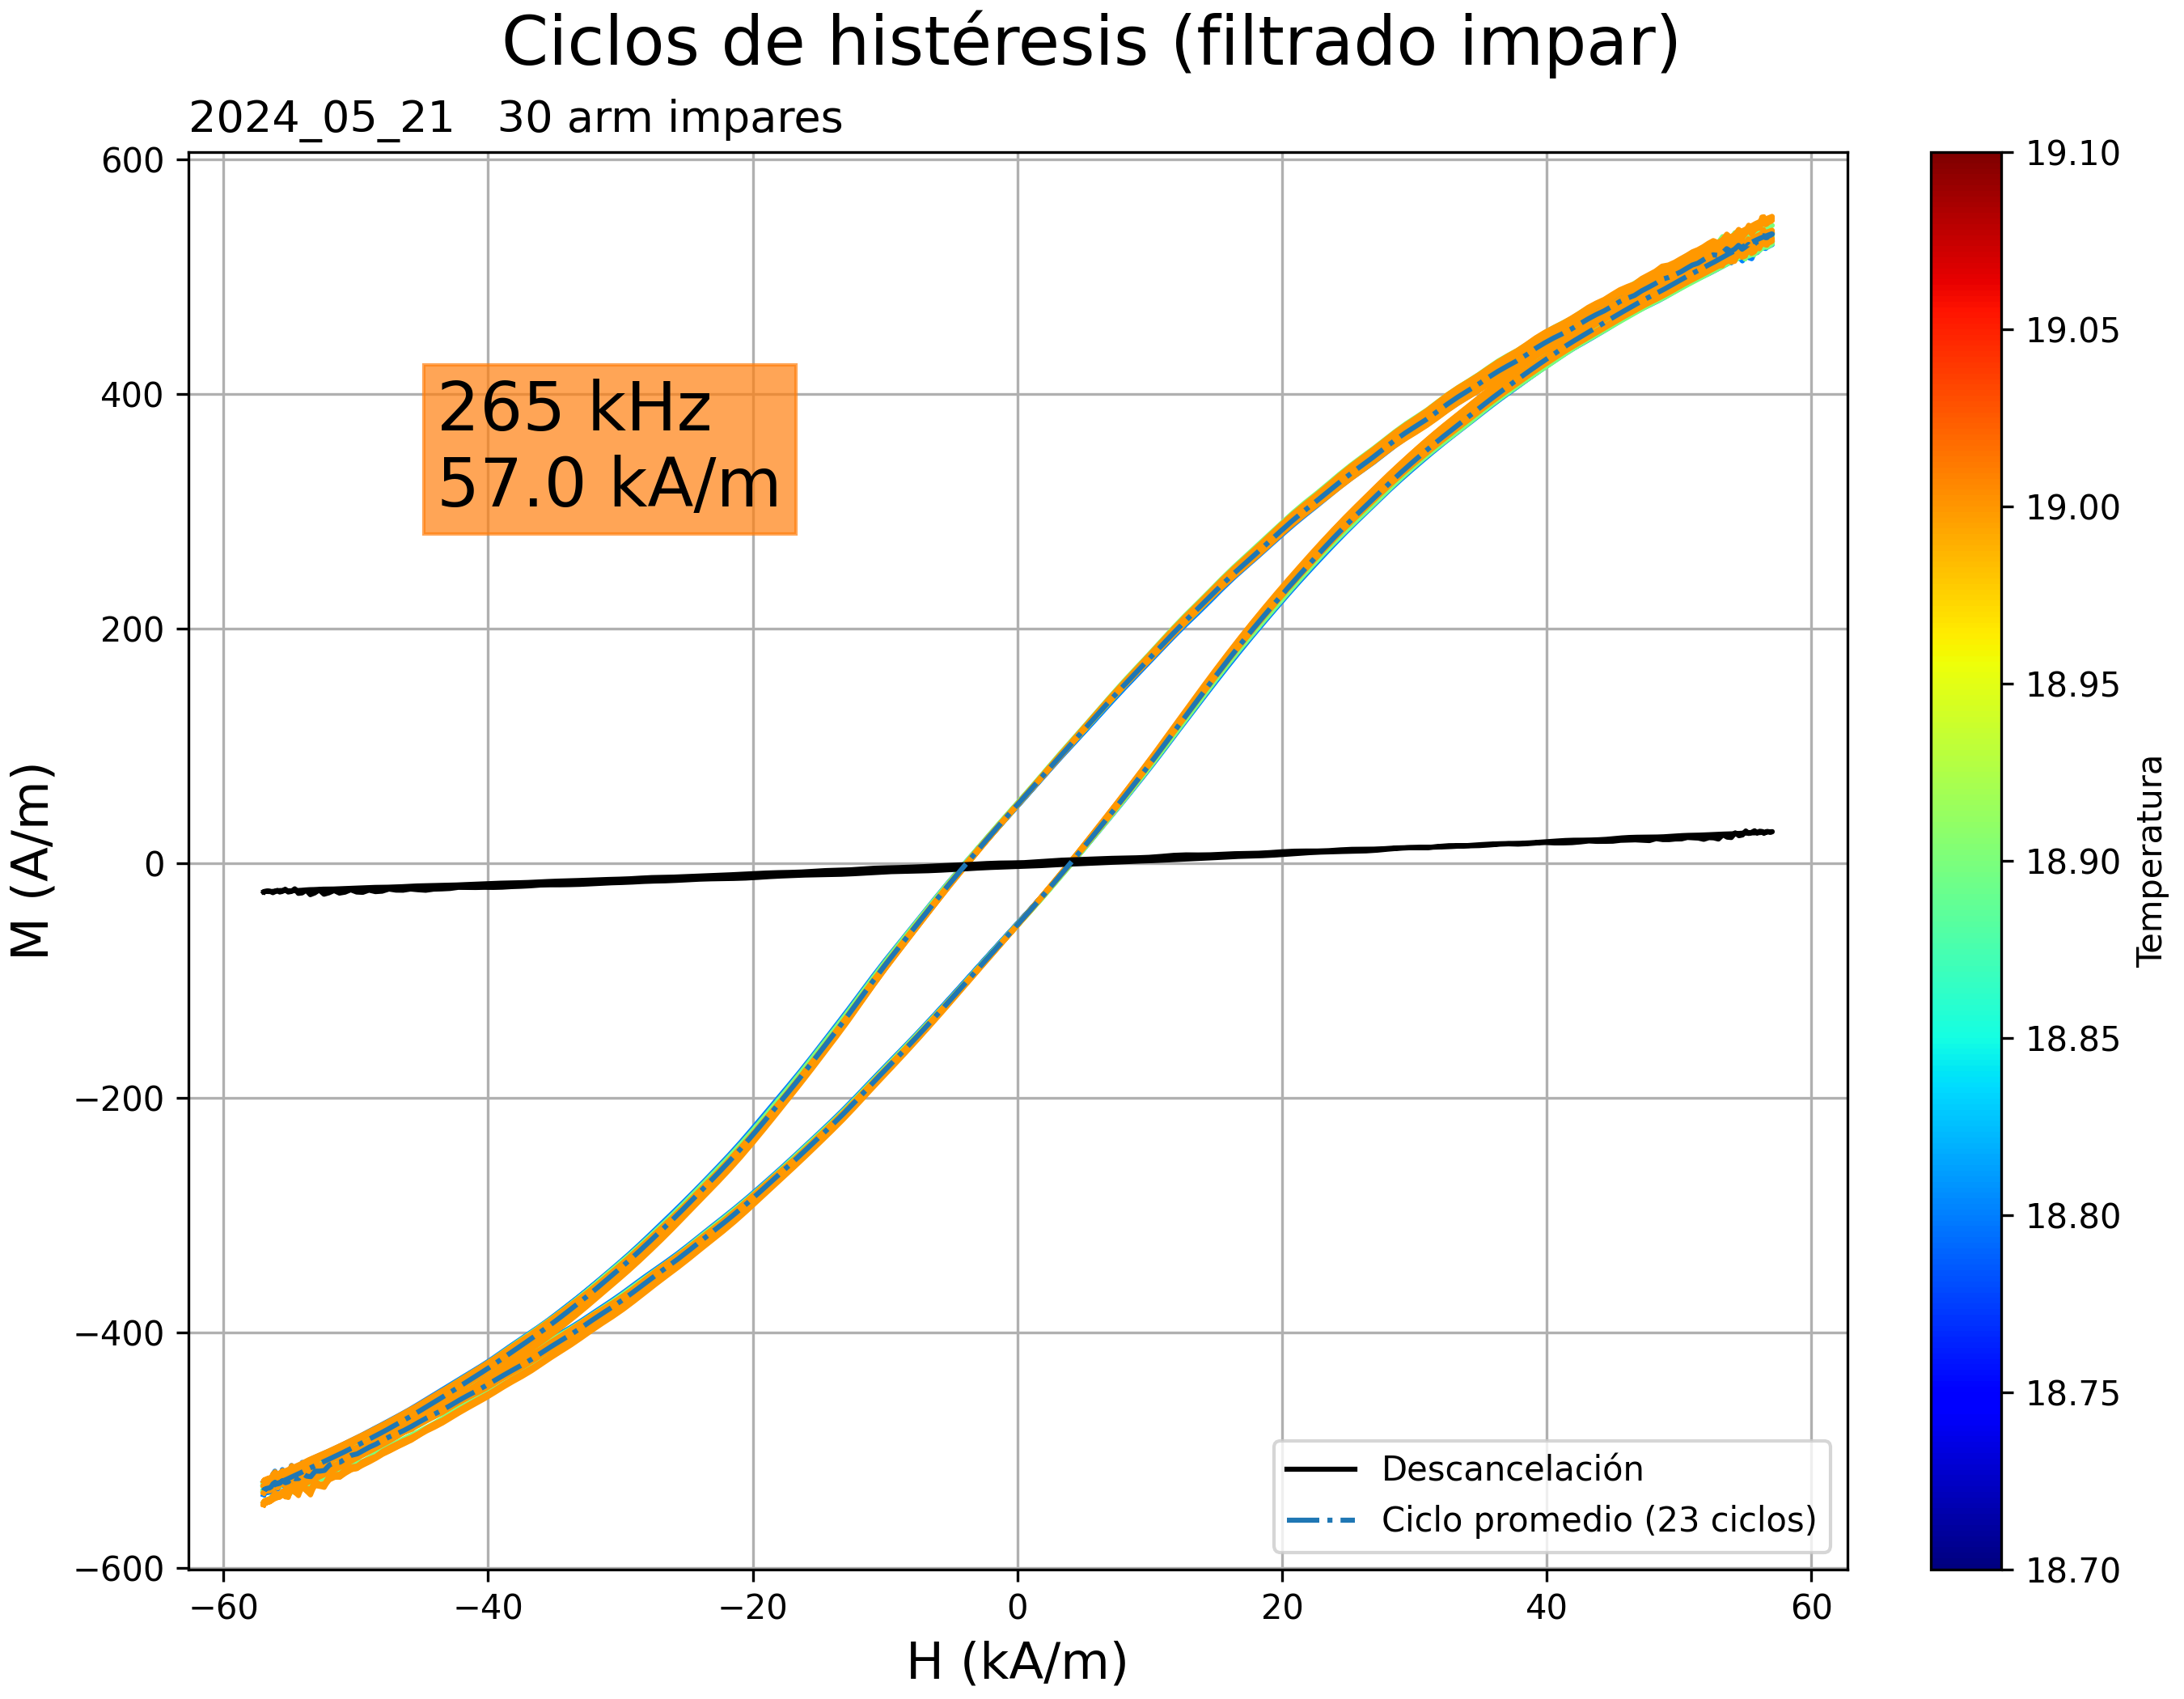 Ciclos de histéresis (filtrado impar)
2024_05_21   30 arm impares
265 kHz
57.0 kA/m
M (A/m)
600
400
200
0
−200
−400
−600
−60
−40
−20
0
20
40
60
H (kA/m)
Descancelación
Ciclo promedio (23 ciclos)
19.10
19.05
19.00
18.95
18.90
18.85
18.80
18.75
18.70
Temperatura